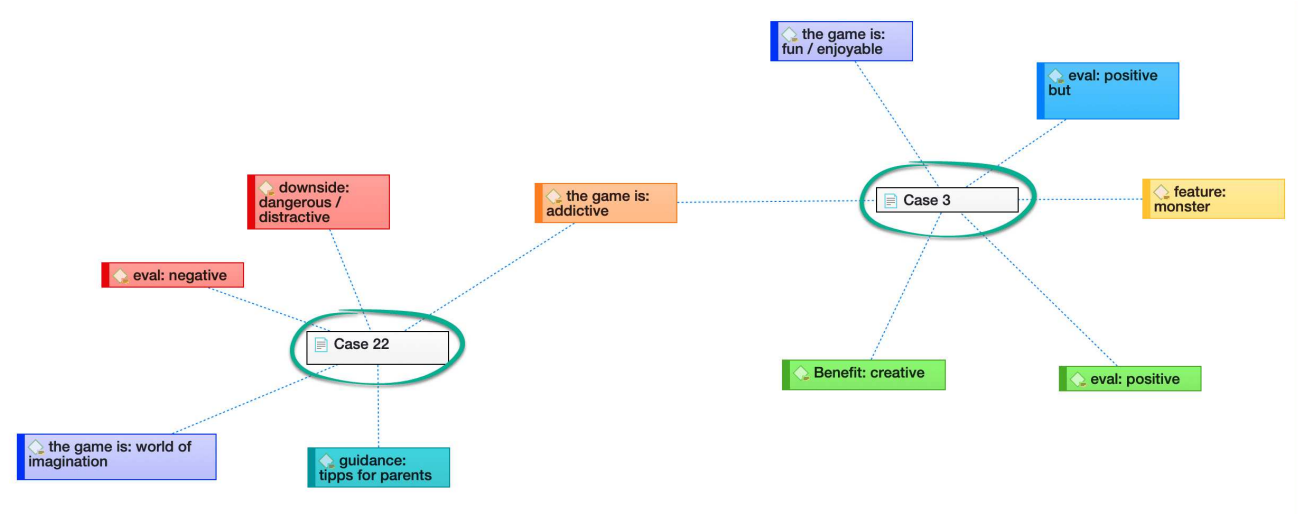 the game is:
fun / enjoyable
eval: positive
but
downside:
dangerous /
distractive
the game is:
addictive
Case 3
feature:
monster
eval: negative
Case 22
Benefit: creative
eval: positive
the game is: world of
imagination
guidance:
tipps for parents